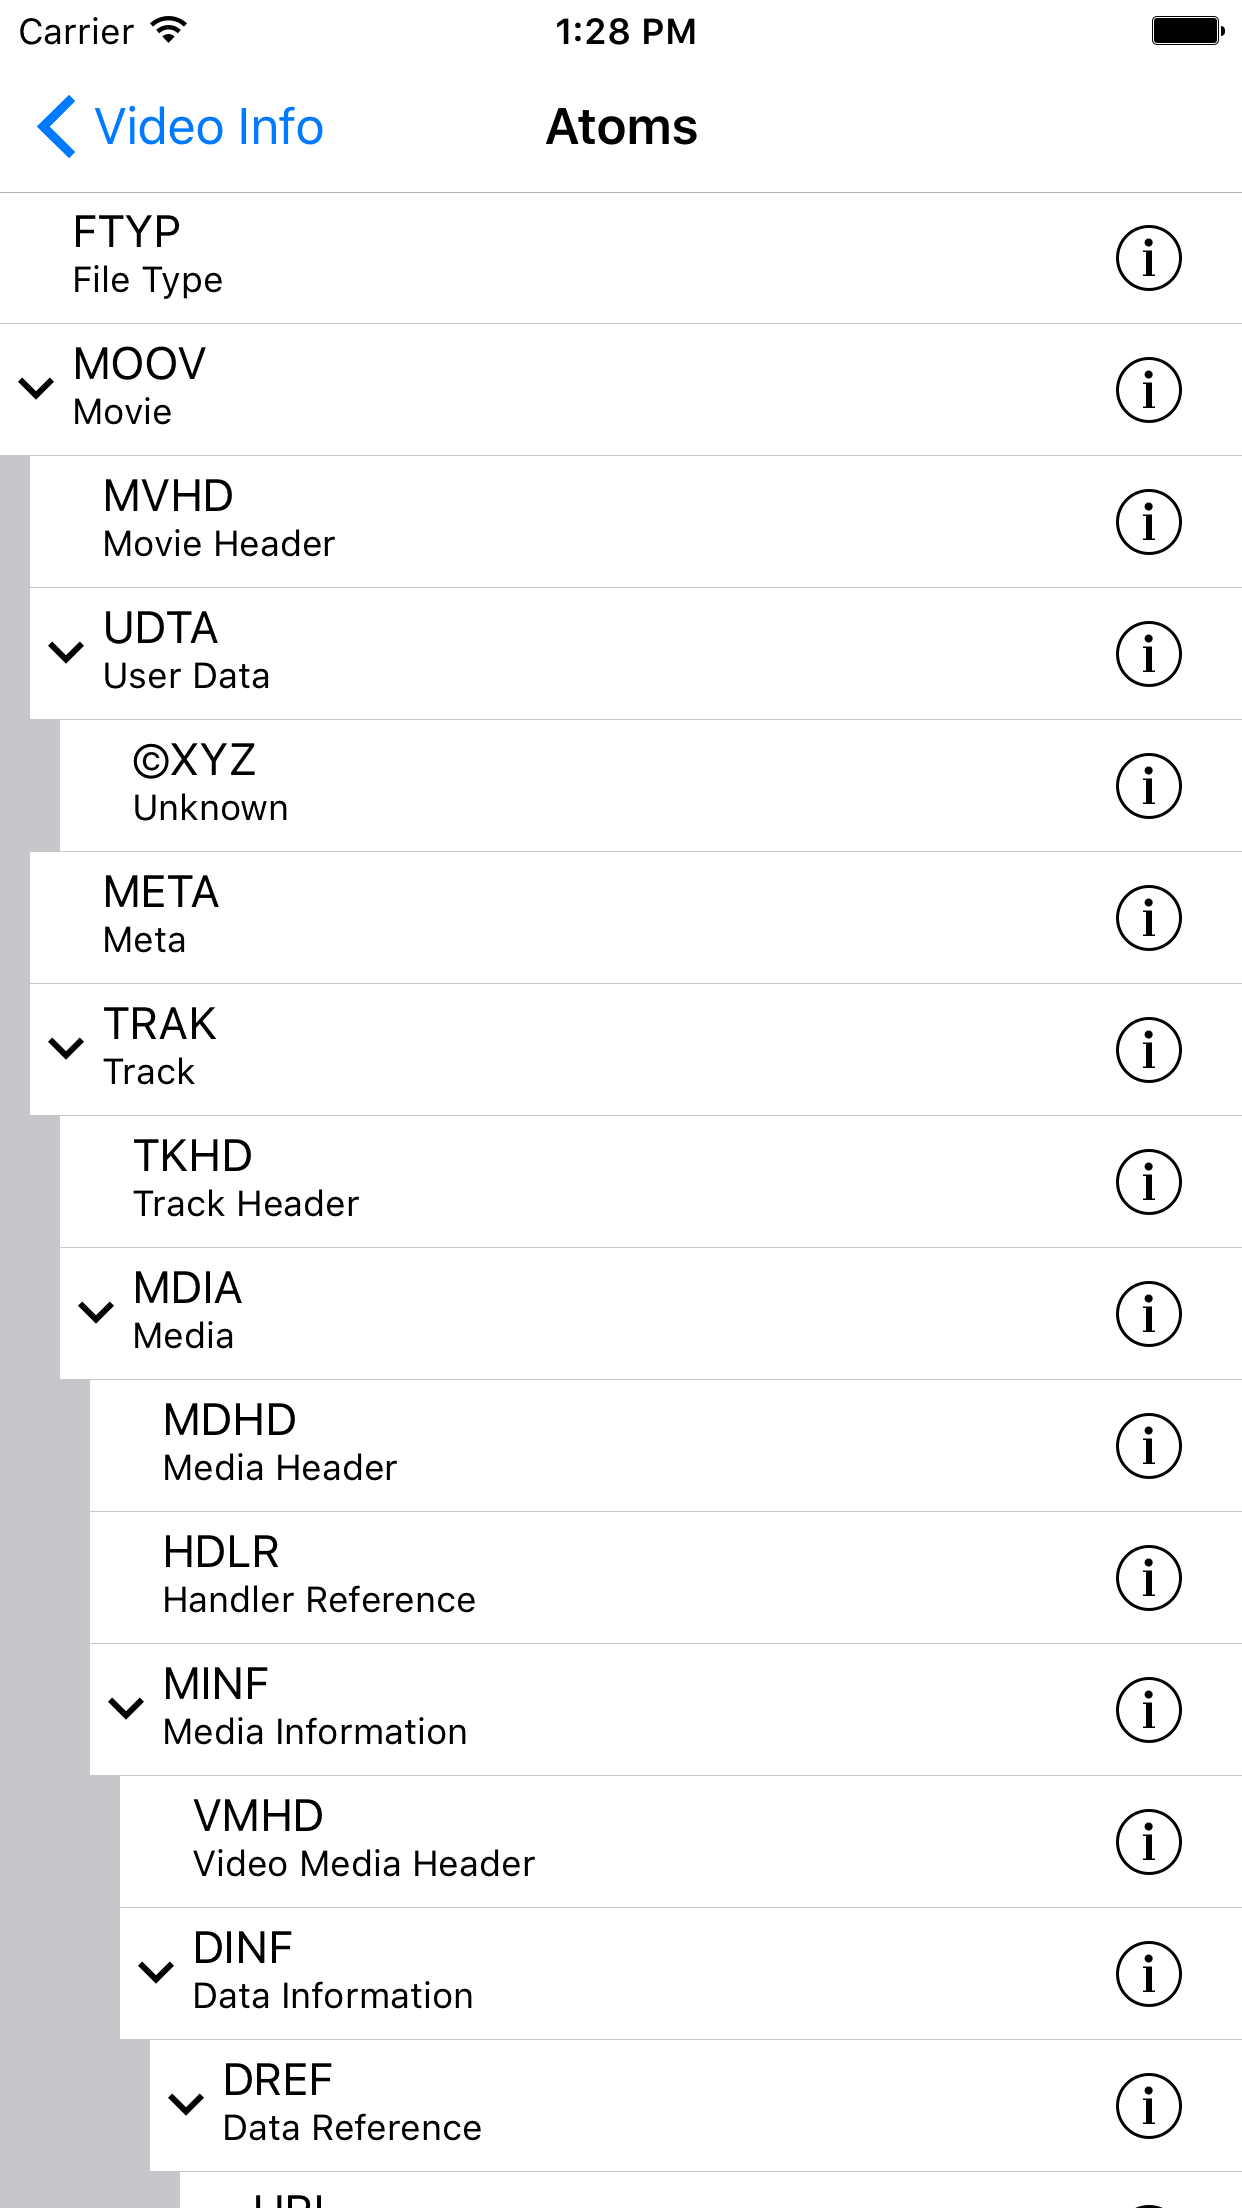 Carrier 1:28 PM
Video Info Atoms
FTYP
File Type
MOOV
Movie
MVHD
Movie Header
UDTA
User Data
©XYZ
Unknown
META
Meta
TRAK
Track
TKHD
Track Header
MDIA
Media
MDHD
Media Header
HDLR
Handler Reference
MINF
Media Information
VMHD
Video Media Header
DINF
Data Information
DREF
Data Reference